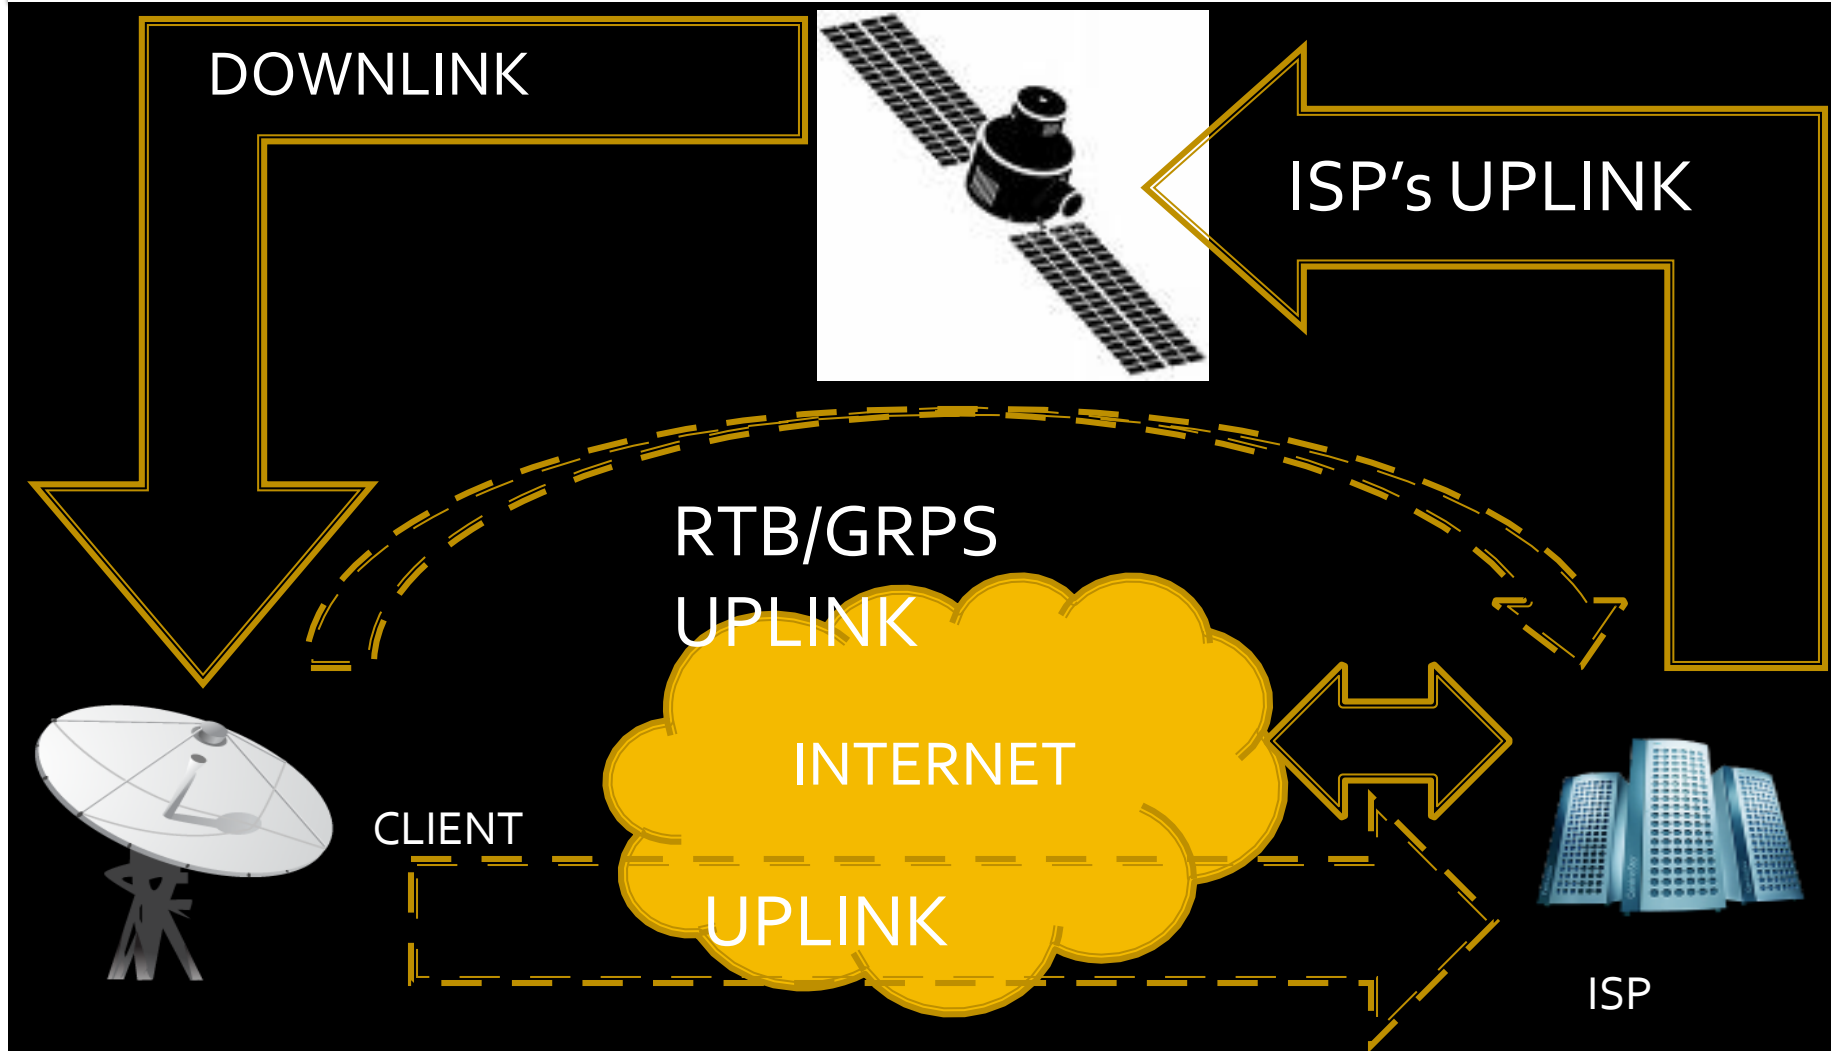 DOWNLINK
ISP's UPLINK
RTB/GRPS
UPLINK
INTERNET
CLIENT
UPLINK
ISP